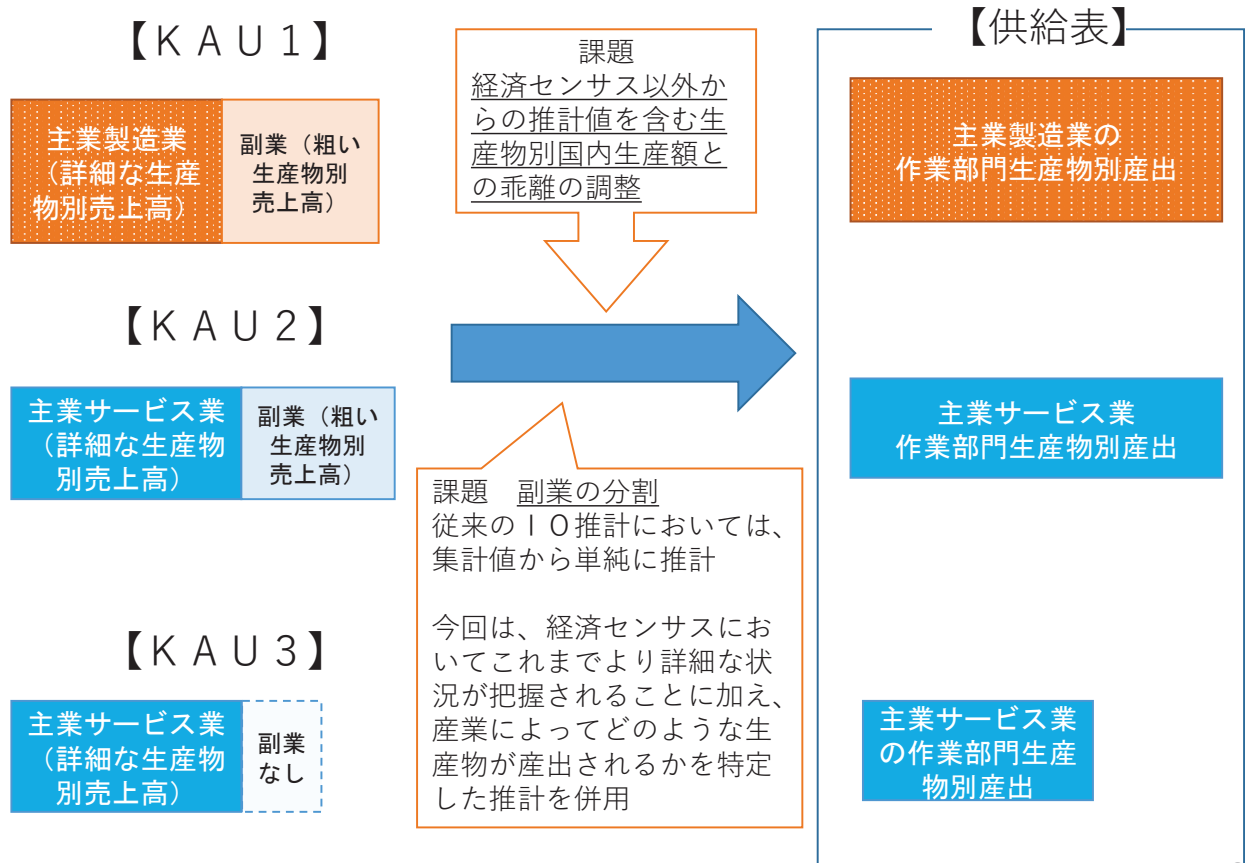 【ＫＡＵ１】
主業製造業
（詳細な生産
物別売上高）
副業（粗い
生産物別
売上高）
課題
経済センサス以外か
らの推計値を含む生
産物別国内生産額と
の乖離の調整
【供給表】
主業製造業の
作業部門生産物別産出
【ＫＡＵ２】
主業サービス業
（詳細な生産物
別売上高）
副業（粗い
生産物別
売上高）
主業サービス業
作業部門生産物別産出
課題　副業の分割
従来のＩＯ推計においては、
集計値から単純に推計
今回は、経済センサスにお
いてこれまでより詳細な状
況が把握されることに加え、
産業によってどのような生
産物が産出されるかを特定
した推計を併用
【ＫＡＵ３】
主業サービス業
（詳細な生産物
別売上高）
副業
なし
主業サービス業
の作業部門生産
物別産出